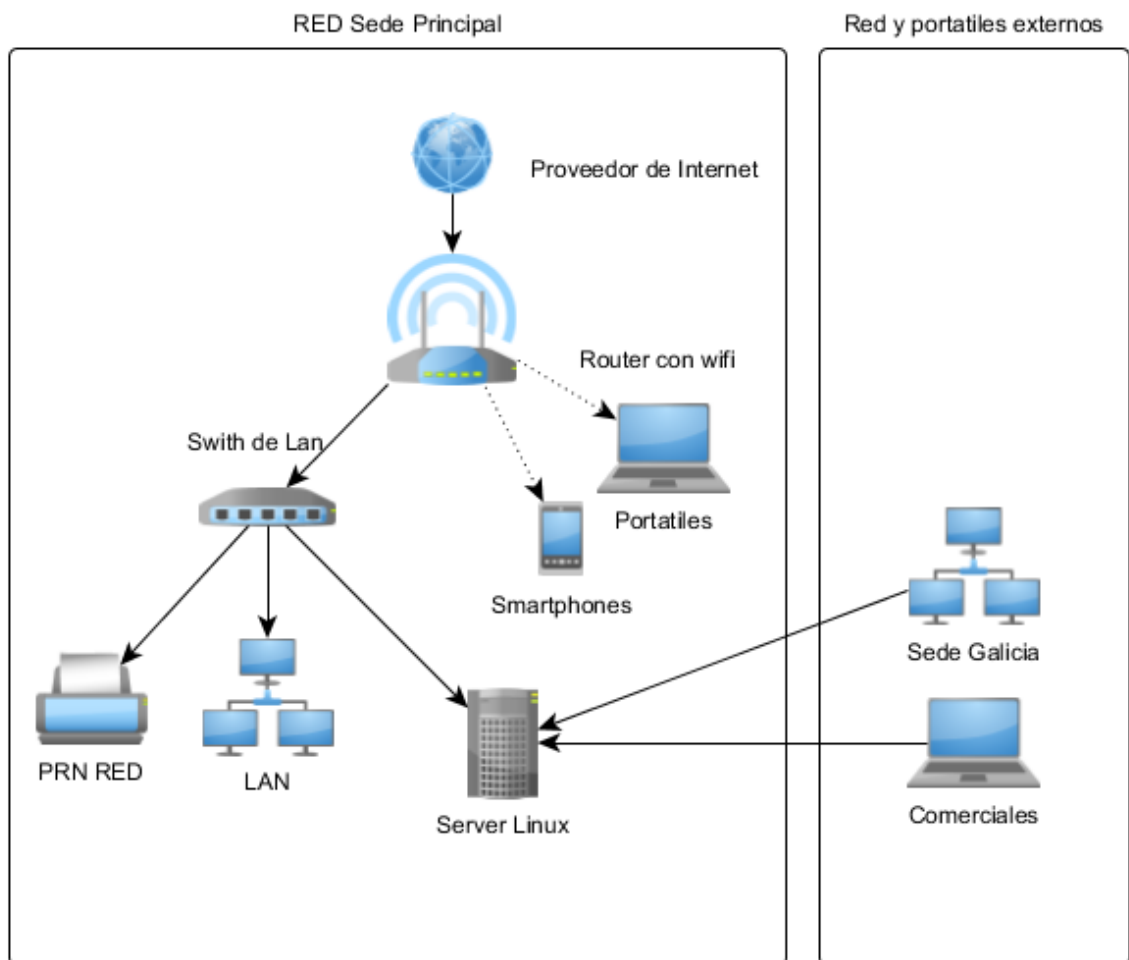 RED Sede Principal
Red y portatiles externos
Proveedor de Internet
Router con wifi
Swith de Lan
Portatiles
Smartphones
Sede Galicia
PRN RED
LAN
Server Linux
Comerciales